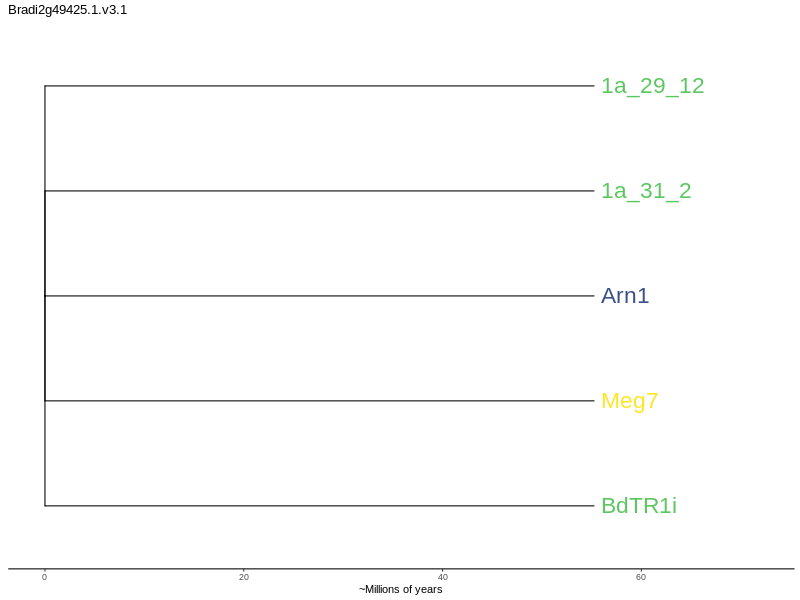 Bradi2g49425.1.v3.1
1a_29_12
1a_31_2
Arn1
Meg7
BdTR1i
0 20 40 60
~Millions of years